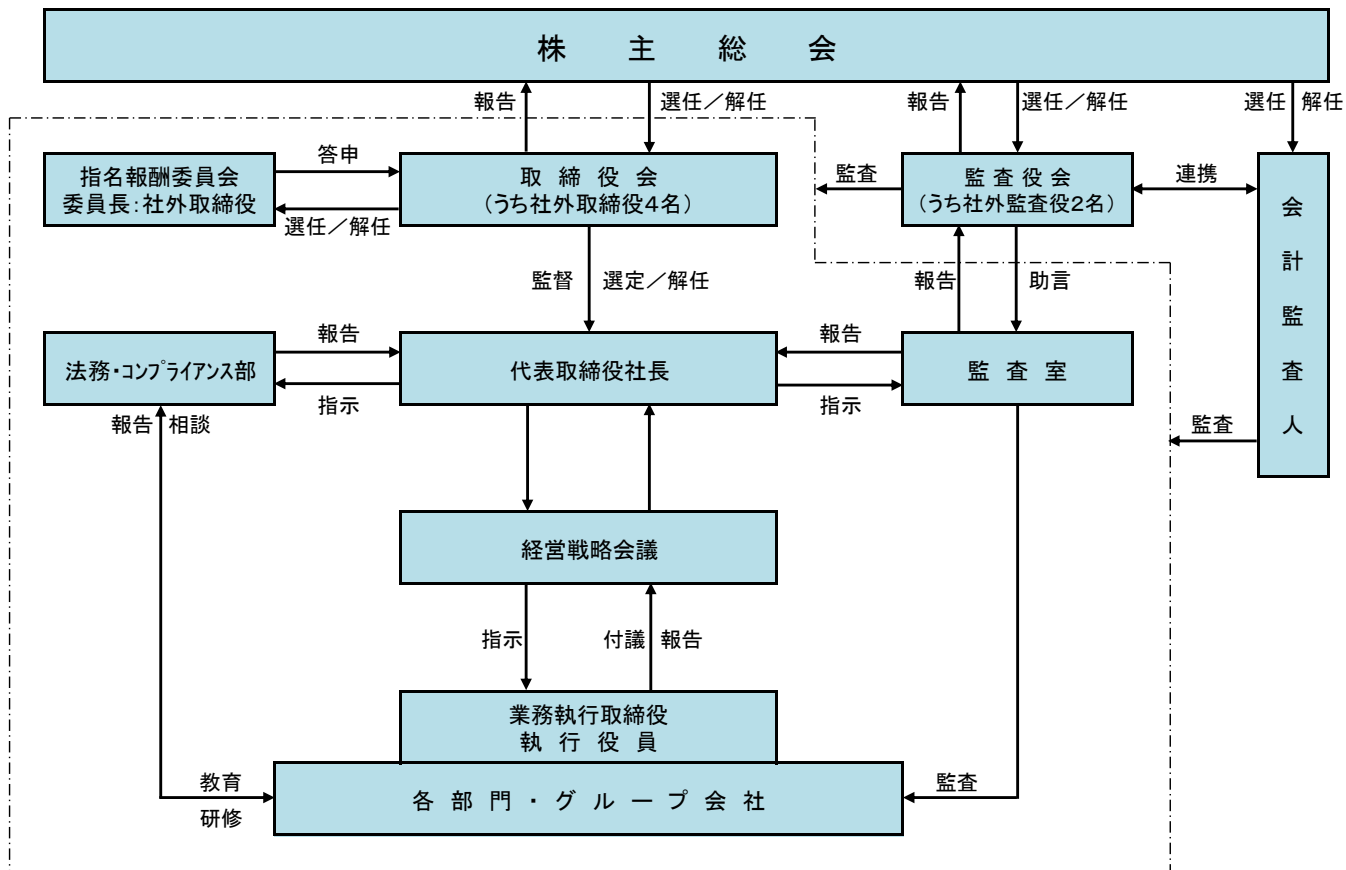 株主総会
報告
選任／解任
報告
選任／解任
選任 解任
指名報酬委員会
委員長：社外取締役
答申
選任／解任
取締役会
（うち社外取締役４名）
監査
監査役会
（うち社外監査役２名）
連携
会計監査人
監督 選定／解任
報告
助言
法務・コンプライアンス部
報告
指示
代表取締役社長
報告
指示
監査室
報告 相談
監査
経営戦略会議
指示
付議 報告
業務執行取締役
執行役員
教育
研修
各部門・グループ会社
監査